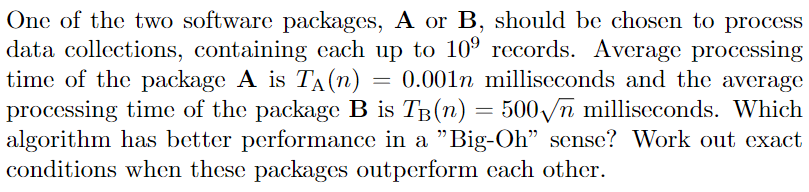 One of the two software packages, A or B, should be chosen to process
data collections, containing each up to 10⁹ records. Average processing
time of the package A is T_A(n) = 0.001n milliseconds and the average
processing time of the package B is T_B(n) = 500√n milliseconds. Which
algorithm has better performance in a ”Big-Oh” sense? Work out exact
conditions when these packages outperform each other.